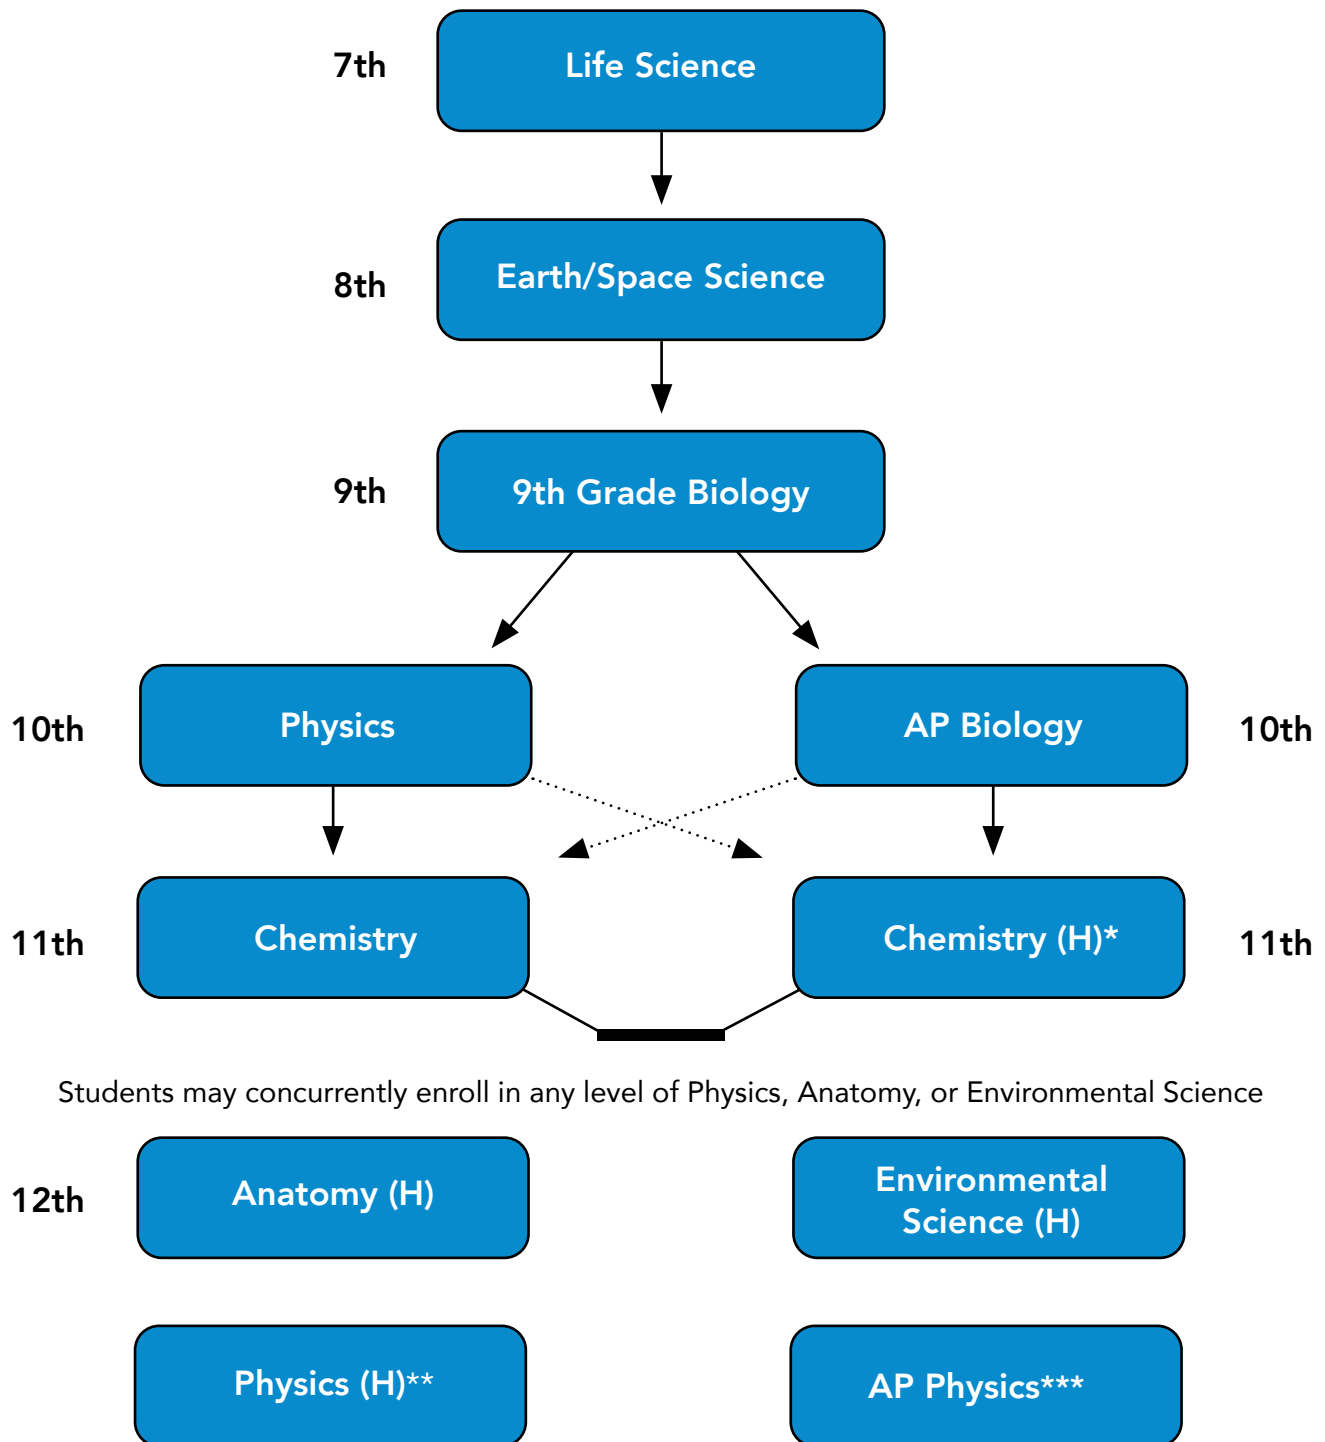 7th
Life Science
8th
Earth/Space Science
9th
9th Grade Biology
10th
Physics
AP Biology
10th
11th
Chemistry
Chemistry (H)*
11th
Students may concurrently enroll in any level of Physics, Anatomy, or Environmental Science
12th
Anatomy (H)
Environmental
Science (H)
Physics (H)**
AP Physics***